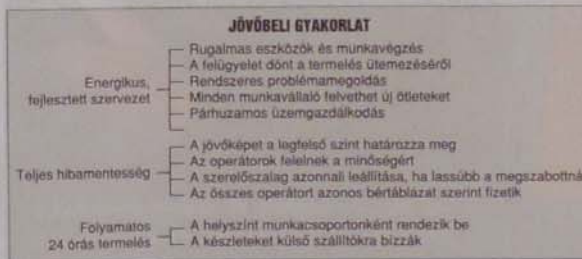 JÖVŐBELI GYAKORLAT
Energikus,
fejlesztett szervezet
Rugalmas eszközök és munkavégzés
A felügyelet dönt a termelés ütemezéséről
Rendszeres problémamegoldás
Minden munkavállaló felvethet új ötleteket
Párhuzamos üzemgazdálkodás
Teljes hibamentesség
A jövőképet a legfelső szint határozza meg
Az operátorok felelnek a minőségért
A szerelőszalag azonnali leállítása, ha lassúbb a megszabottná
Az összes operátort azonos bértáblázat szerint fizetik
Folyamatos
24 órás termelés
A helyszínt munkacsoportonként rendezik be
A készleteket külső szállítókra bízzák